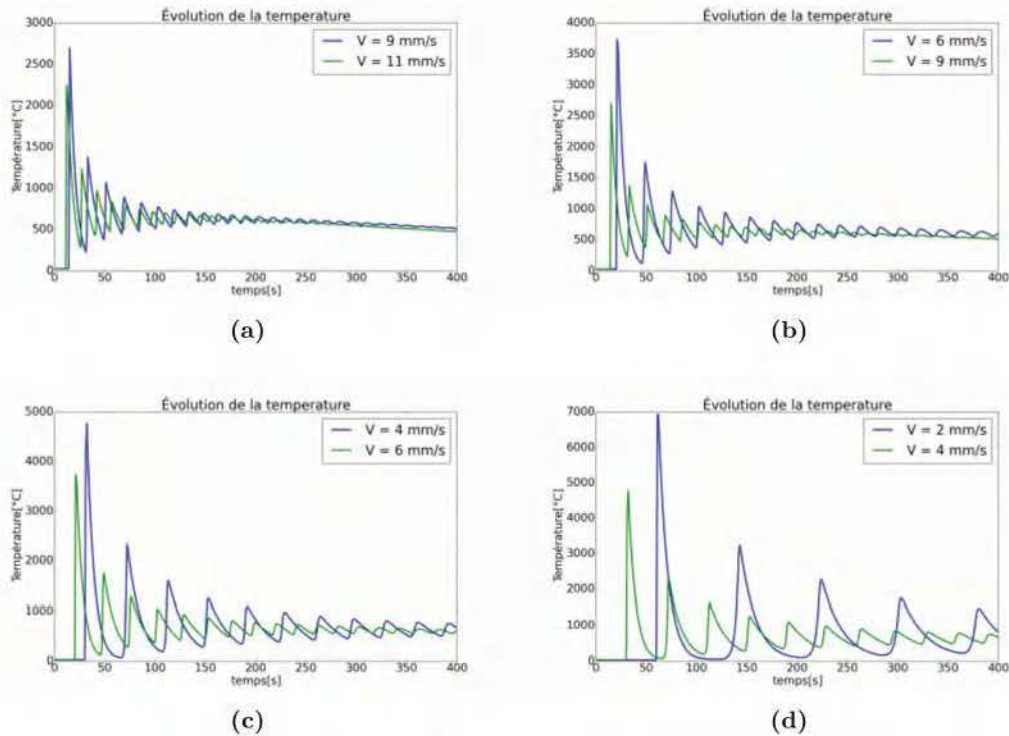 Évolution de la temperature
3000
2500
2000
1500
1000
500
0
Température[°C]
V = 9 mm/s
V = 11 mm/s
0 50 100 150 200 250 300 350 400
temps[s]
(a)
Évolution de la temperature
4000
3500
3000
2500
2000
1500
1000
500
0
Température[°C]
V = 6 mm/s
V = 9 mm/s
0 50 100 150 200 250 300 350 400
temps[s]
(b)
Évolution de la temperature
5000
4000
3000
2000
1000
0
Température[°C]
V = 4 mm/s
V = 6 mm/s
0 50 100 150 200 250 300 350 400
temps[s]
(c)
Évolution de la temperature
7000
6000
5000
4000
3000
2000
1000
0
Température[°C]
V = 2 mm/s
V = 4 mm/s
0 50 100 150 200 250 300 350 400
temps[s]
(d)